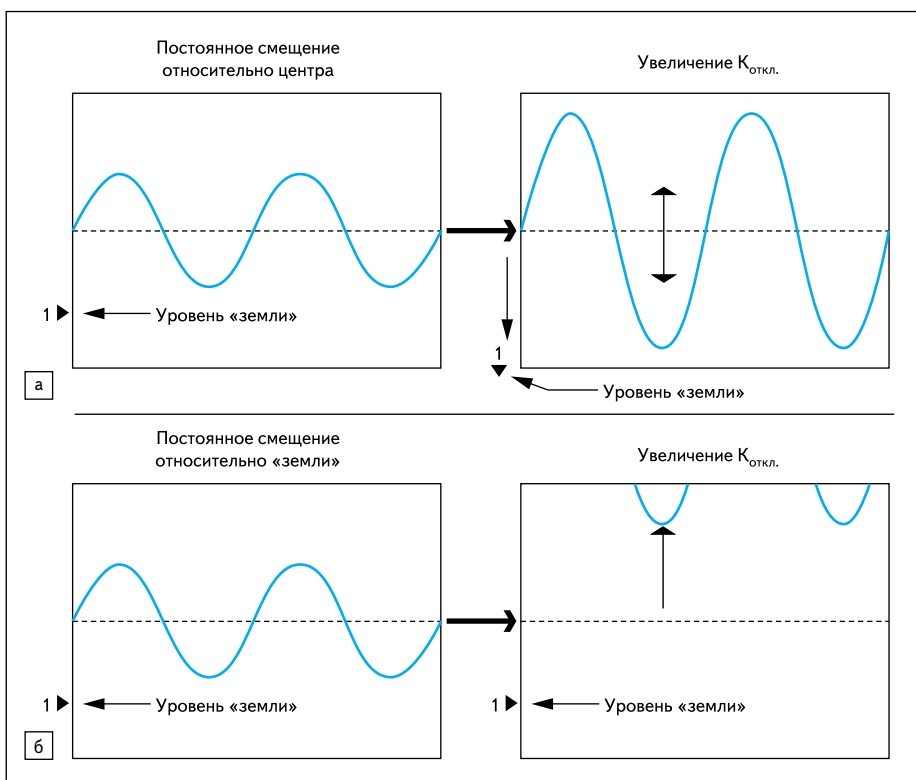 Постоянное смещение
относительно центра
Увеличение Kоткл.
1
Уровень «земли»
1
Уровень «земли»
а
Постоянное смещение
относительно «земли»
Увеличение Kоткл.
1
Уровень «земли»
1
Уровень «земли»
б